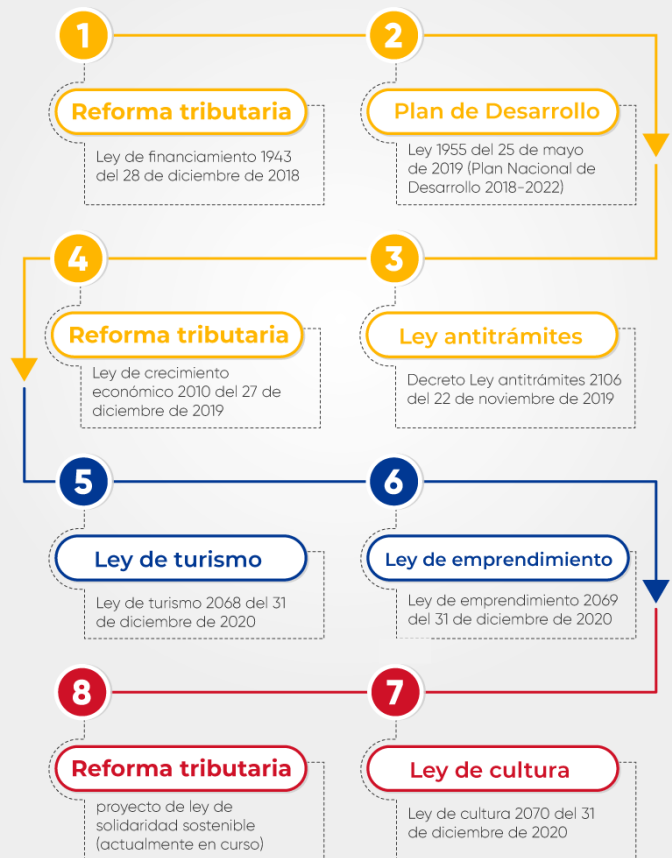 1
Reforma tributaria
Ley de financiamiento 1943
del 28 de diciembre de 2018
2
Plan de Desarrollo
Ley 1955 del 25 de mayo
de 2019 (Plan Nacional de
Desarrollo 2018-2022)
3
Ley antitrámites
Decreto Ley antitrámites 2106
del 22 de noviembre de 2019
4
Reforma tributaria
Ley de crecimiento
económico 2010 del 27 de
diciembre de 2019
5
Ley de turismo
Ley de turismo 2068 del 31
de diciembre de 2020
6
Ley de emprendimiento
Ley de emprendimiento 2069
del 31 de diciembre de 2020
7
Ley de cultura
Ley de cultura 2070 del 31
de diciembre de 2020
8
Reforma tributaria
proyecto de ley de
solidaridad sostenible
(actualmente en curso)